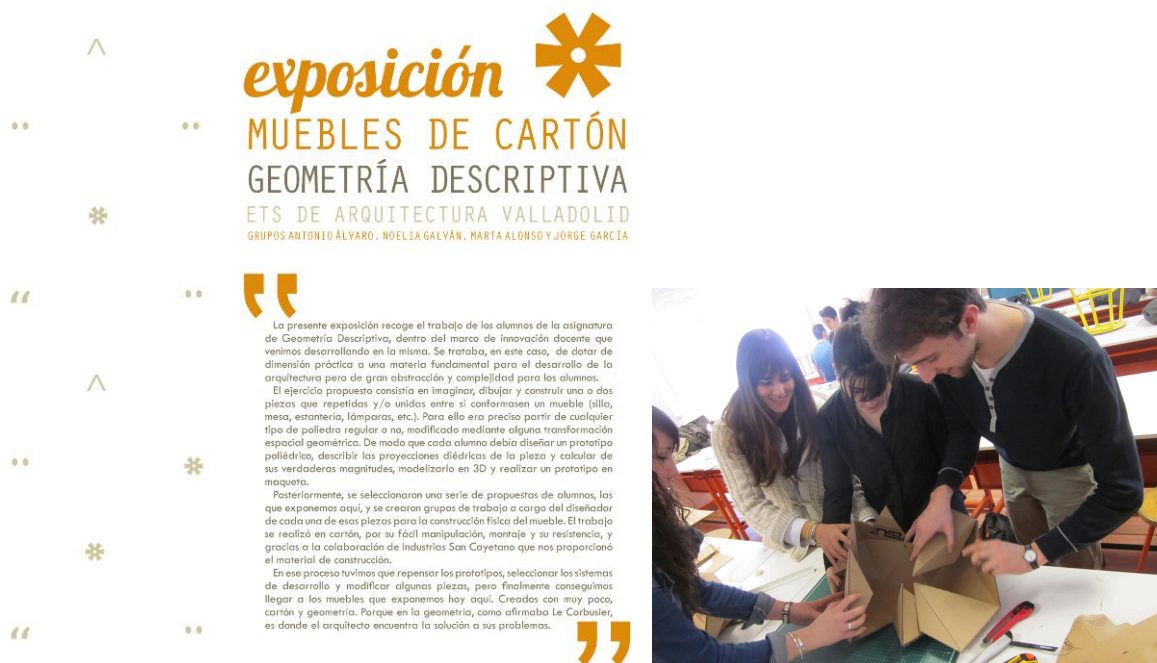 exposición
MUEBLES DE CARTÓN
GEOMETRÍA DESCRIPTIVA
ETS DE ARQUITECTURA VALLADOLID
GRUPOS ANTONIO ÁLVARO, NOELIA GALVÁN, MARTA ALONSO Y JORGE GARCÍA
La presente exposición recoge el trabajo de los alumnos de la asignatura
de Geometría Descriptiva, dentro del marco de innovación docente que
venimos desarrollando en la misma. Se trataba, en este caso, de dotar de
dimensión práctica a una materia fundamental para el desarrollo de la
arquitectura pero de gran abstracción y complejidad para los alumnos.
El ejercicio propuesto consistía en imaginar, dibujar y construir una o dos
piezas que repetidas y/o unidas entre sí conformasen un mueble (silla,
mesa, estantería, lámparas, etc.). Para ello era preciso partir de cualquier
tipo de poliedro regular o no, modificado mediante alguna transformación
espacial geométrica. De modo que cada alumno debía diseñar un prototipo
poliédrico, describir las proyecciones diédricas de la pieza y calcular de
sus verdaderas magnitudes, modelizarlo en 3D y realizar un prototipo en
maqueta.
Posteriormente, se seleccionaron una serie de propuestas de alumnos, las
que exponemos aquí, y se crearon grupos de trabajo a cargo del diseñador
de cada una de esas piezas para la construcción física del mueble. El trabajo
se realizó en cartón, por su fácil manipulación, montaje y su resistencia, y
gracias a la colaboración de Industrias San Cayetano que nos proporcionó
el material de construcción.
En ese proceso tuvimos que repensar los prototipos, seleccionar los sistemas
de desarrollo y modificar algunas piezas, pero finalmente conseguimos
llegar a los muebles que exponemos hoy aquí. Creados con muy poco,
cartón y geometría. Porque en la geometría, como afirmaba Le Corbusier,
es donde el arquitecto encuentra la solución a sus problemas.